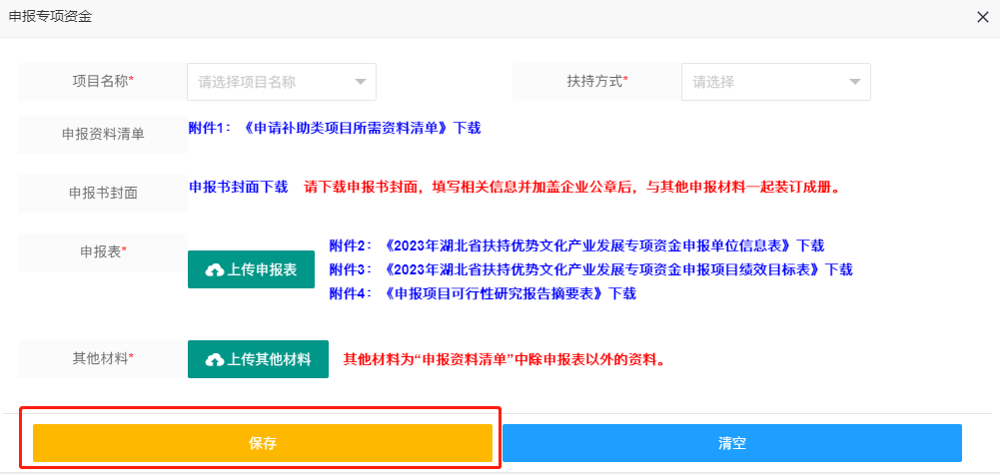 申报专项资金
项目名称* 请选择项目名称 扶持方式* 请选择
申报资料清单 附件1：《申请补助类项目所需资料清单》下载
申报书封面 申报书封面下载 请下载申报书封面，填写相关信息并加盖企业公章后，与其他申报材料一起装订成册。
申报表* 上传申报表
附件2：《2023年湖北省扶持优势文化产业发展专项资金申报单位信息表》下载
附件3：《2023年湖北省扶持优势文化产业发展专项资金申报项目绩效目标表》下载
附件4：《申报项目可行性研究报告摘要表》下载
其他材料* 上传其他材料 其他材料为“申报资料清单”中除申报表以外的资料。
保存 清空